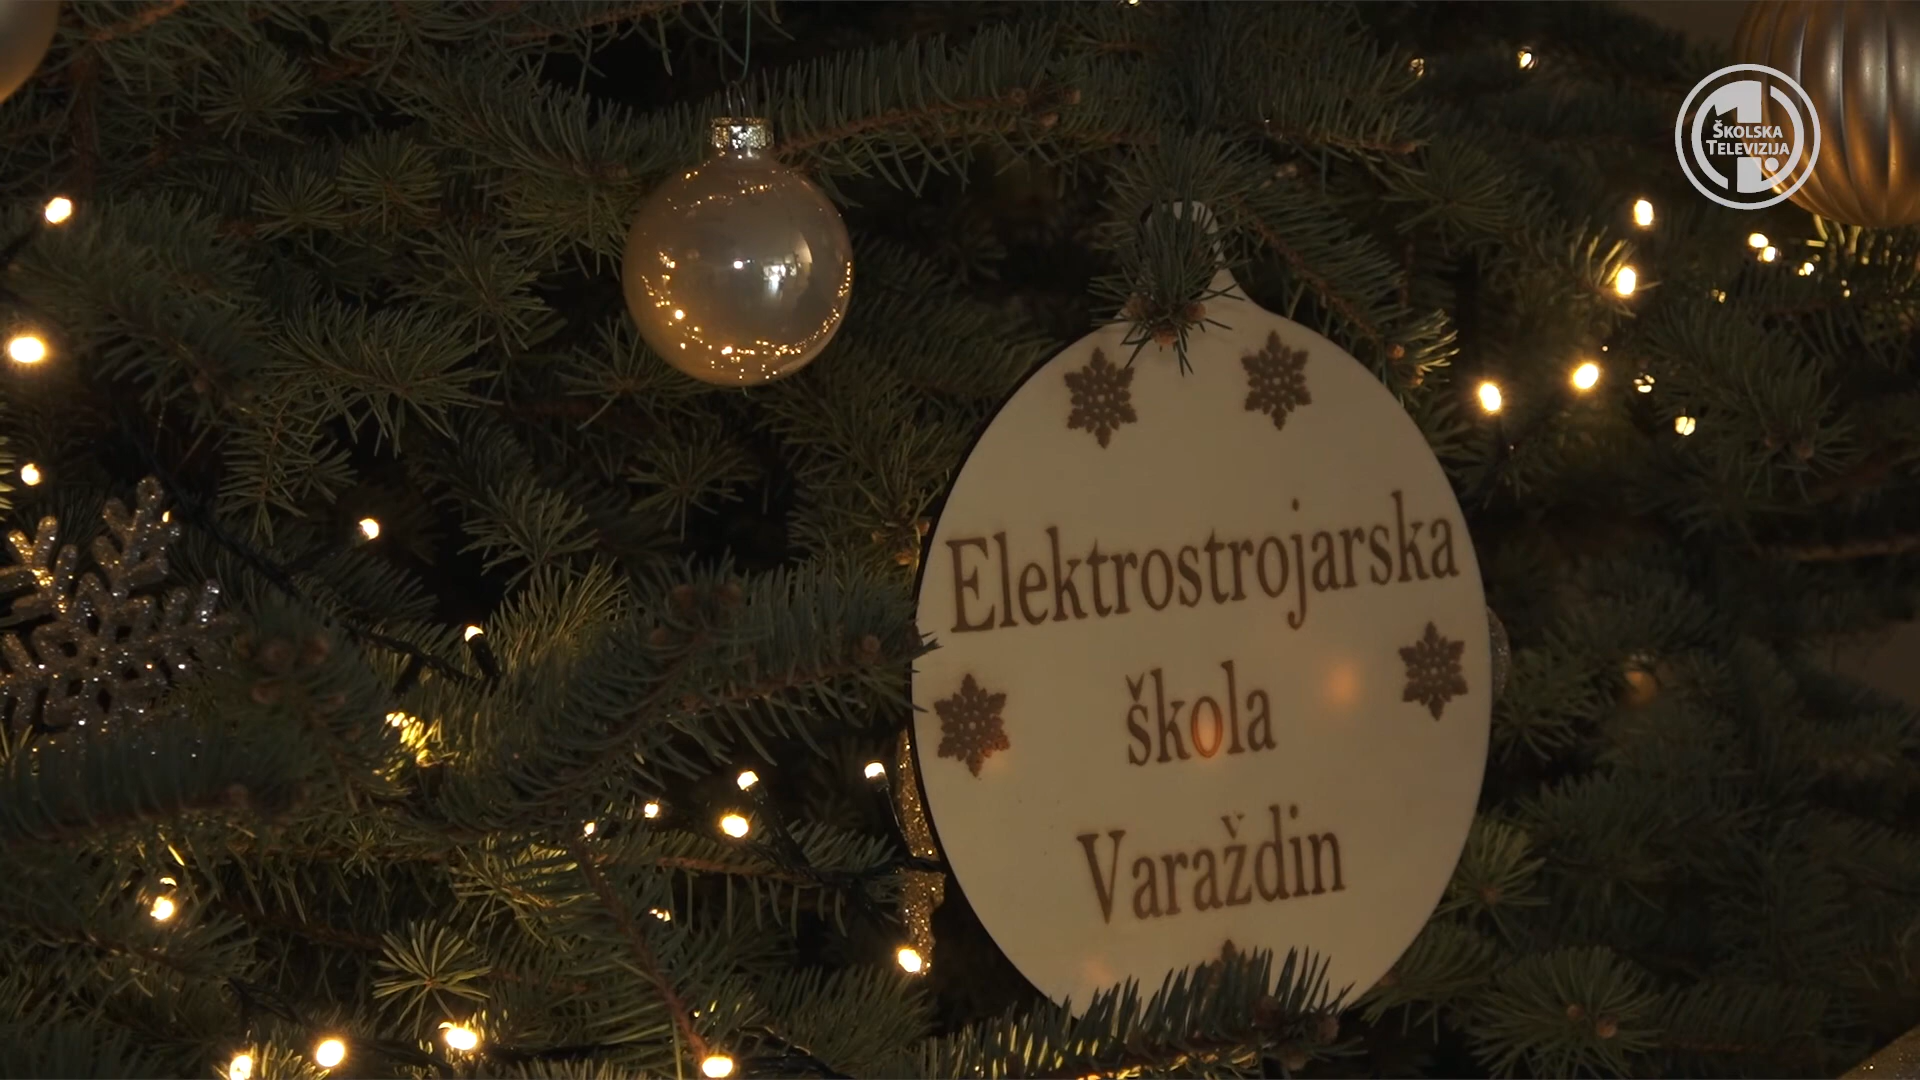 ŠKOLSKA
TELEVIZIJA
Elektrostrojarska
škola
Varaždin